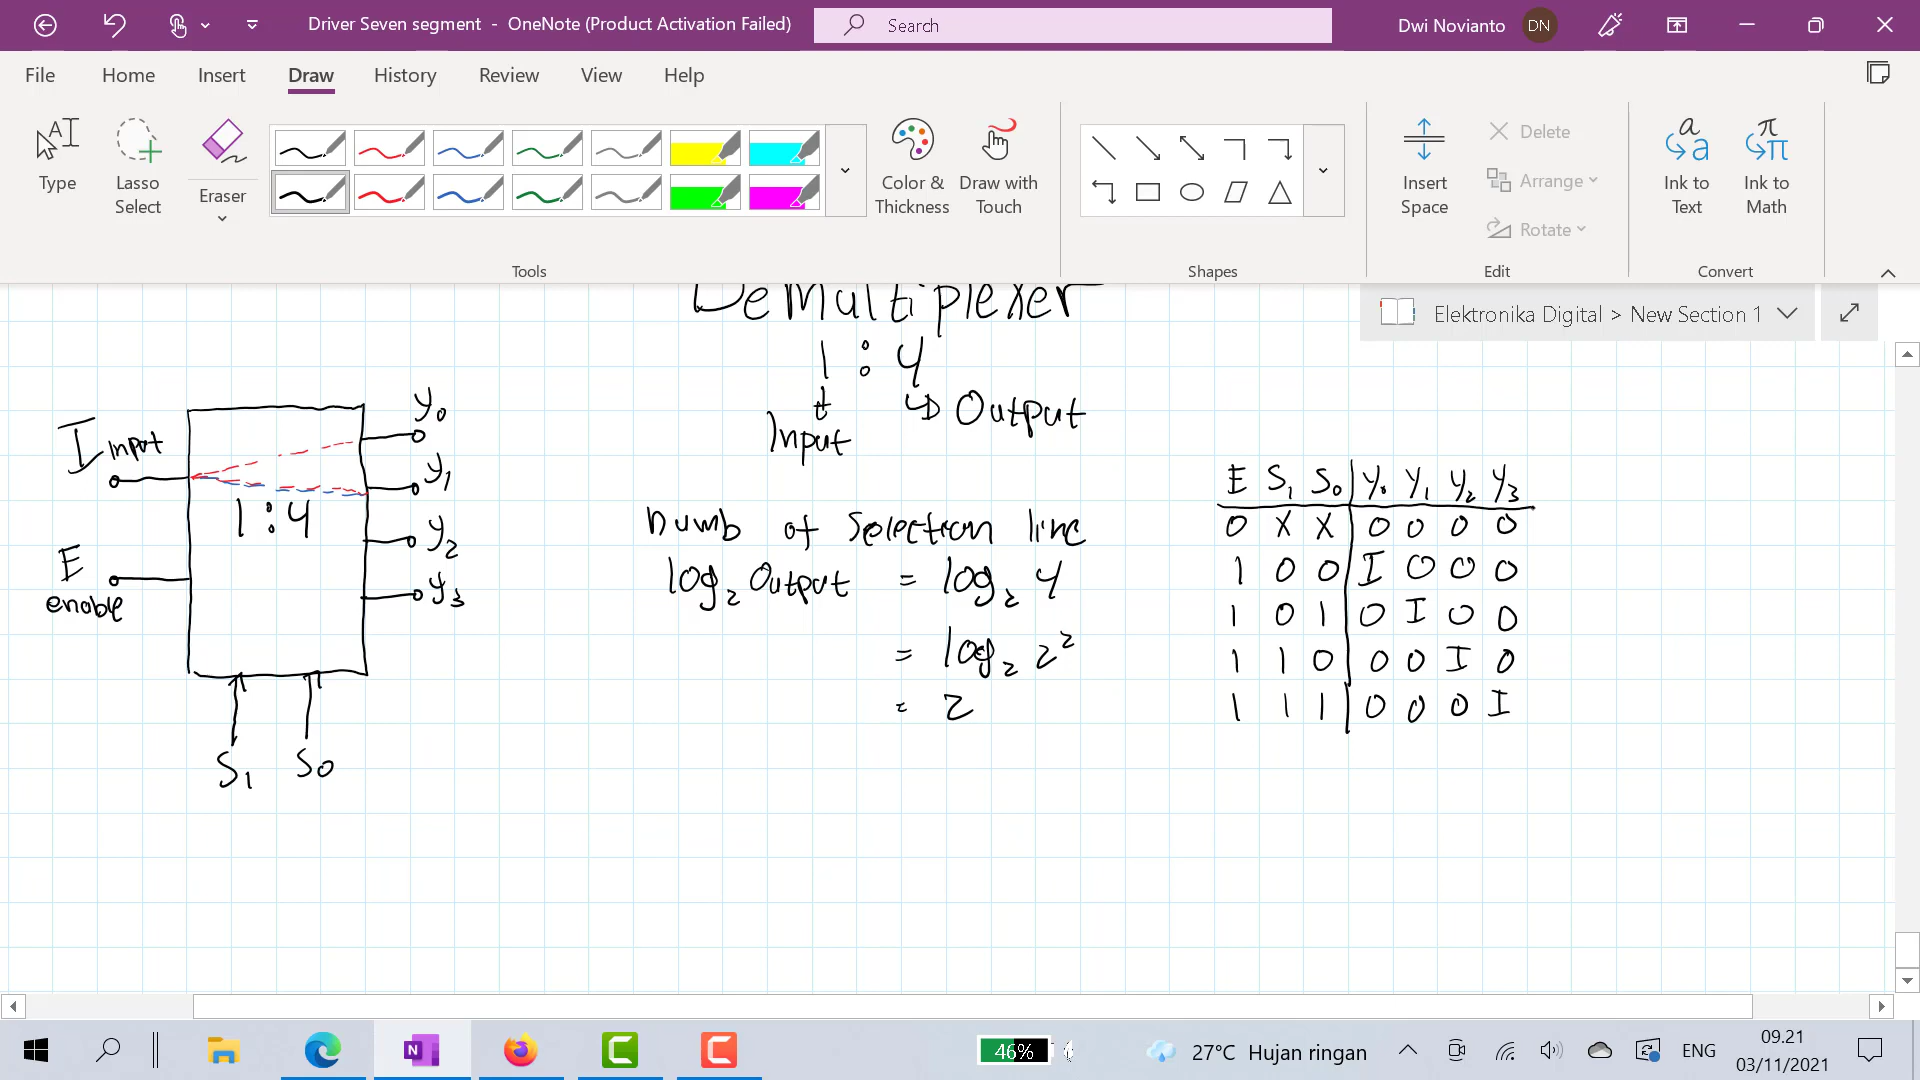 Driver Seven segment - OneNote (Product Activation Failed)
Search
Dwi Novianto
DN
File Home Insert Draw History Review View Help
Type
Lasso Select
Eraser
Color & Thickness
Draw with Touch
Insert Space
Delete
Arrange
Rotate
Ink to Text
Ink to Math
Tools
Shapes
Edit
Convert
Elektronika Digital > New Section 1
DeMultiplexer
1 : 4
Input
Output
I Input
E
enable
1:4
y0
y1
y2
y3
S1 S0
Numb of Selection line
log2 Output = log2 4
= log2 2²
= 2
E S1 S0 y0 y1 y2 y3
0 X X 0 0 0 0
1 0 0 I 0 0 0
1 0 1 0 I 0 0
1 1 0 0 0 I 0
1 1 1 0 0 0 I
46%
27°C Hujan ringan
ENG
09.21
03/11/2021